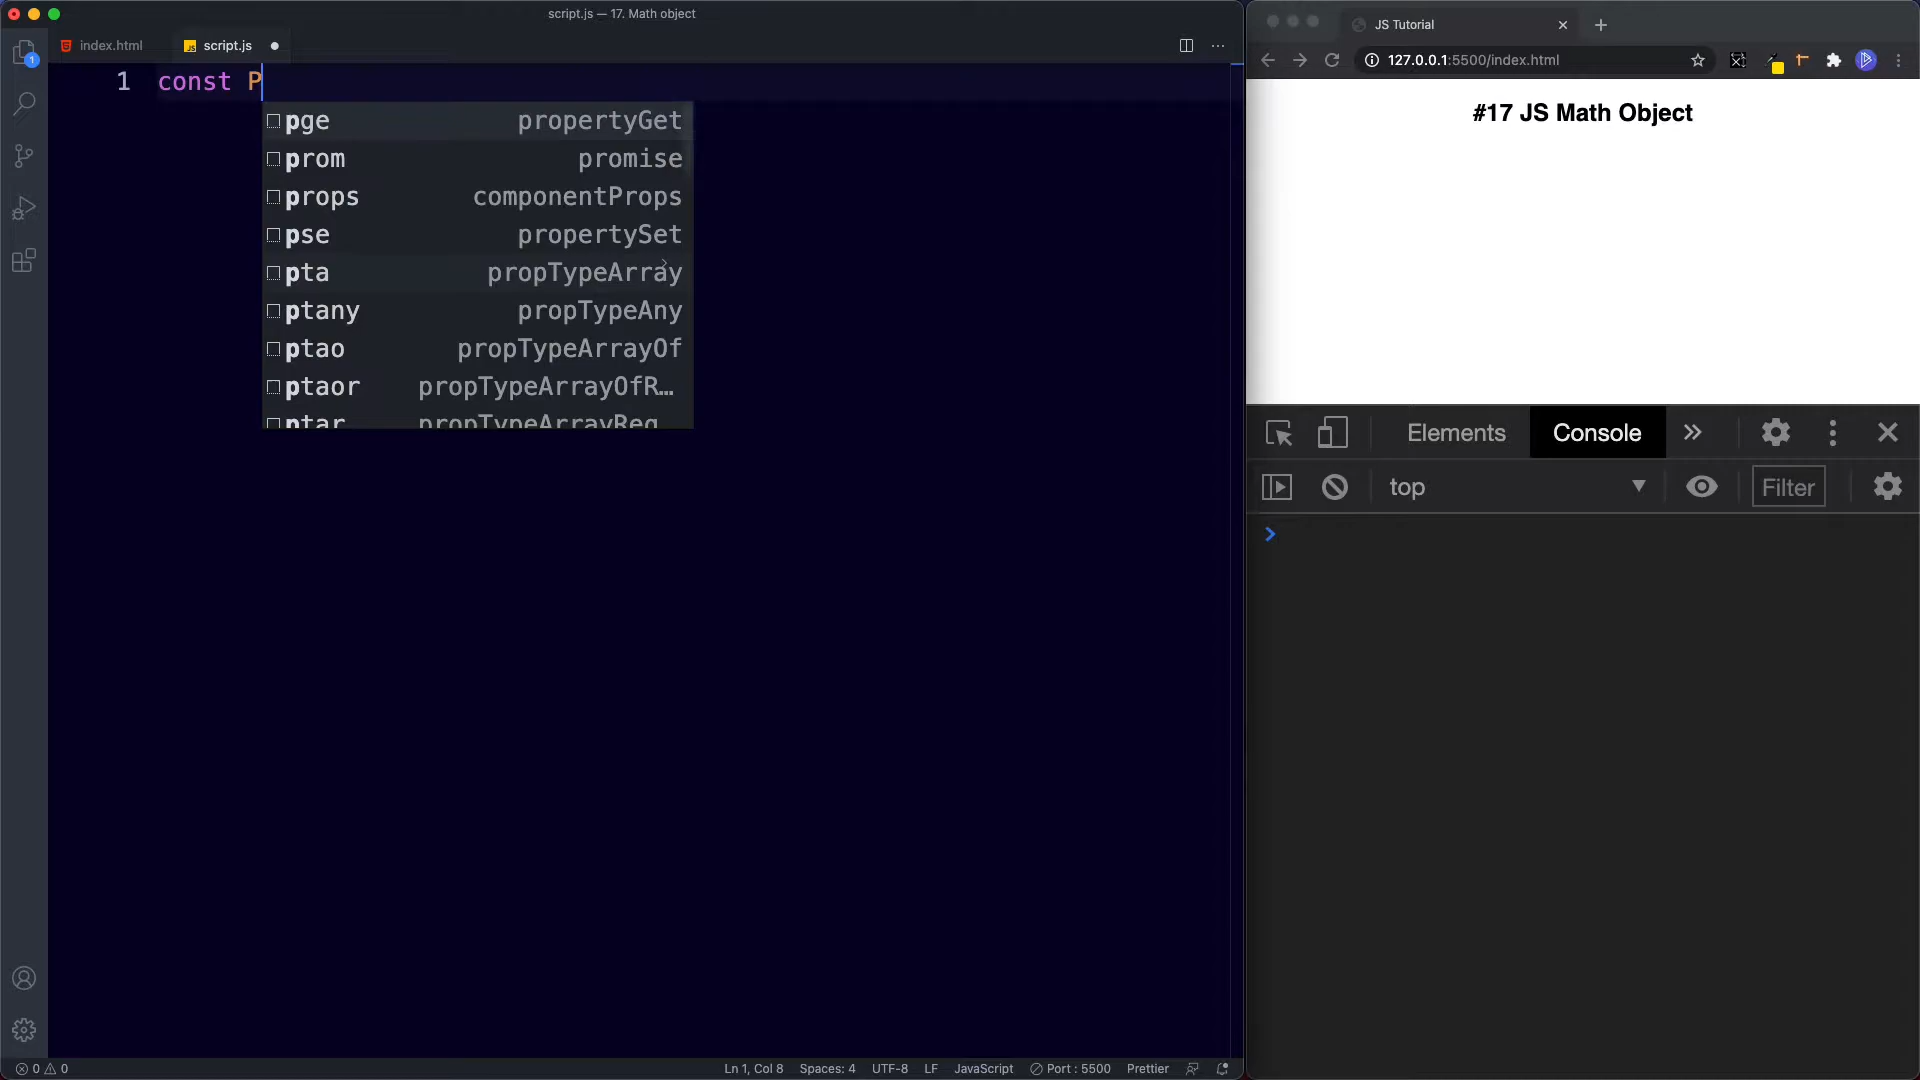 script.js — 17. Math object
index.html
script.js
1 const P
pge propertyGet
prom promise
props componentProps
pse propertySet
pta propTypeArray
ptany propTypeAny
ptao propTypeArrayOf
ptaor propTypeArrayOfR…
ptar propTypeArrayReq
0 0
Ln 1, Col 8 Spaces: 4 UTF-8 LF JavaScript Port : 5500 Prettier
JS Tutorial
127.0.0.1:5500/index.html
#17 JS Math Object
Elements Console
top Filter